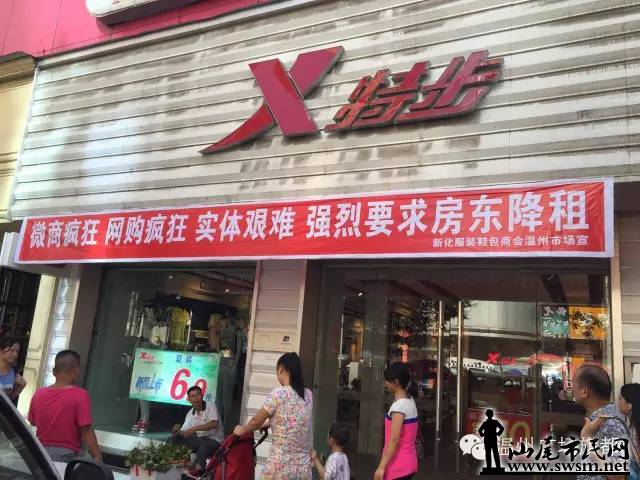 X 特步
微商疯狂 网购疯狂 实体艰难 强烈要求房东降租
新化服装鞋包商会温州市场宣
夏装
汕尾市民网
www.swsm.net